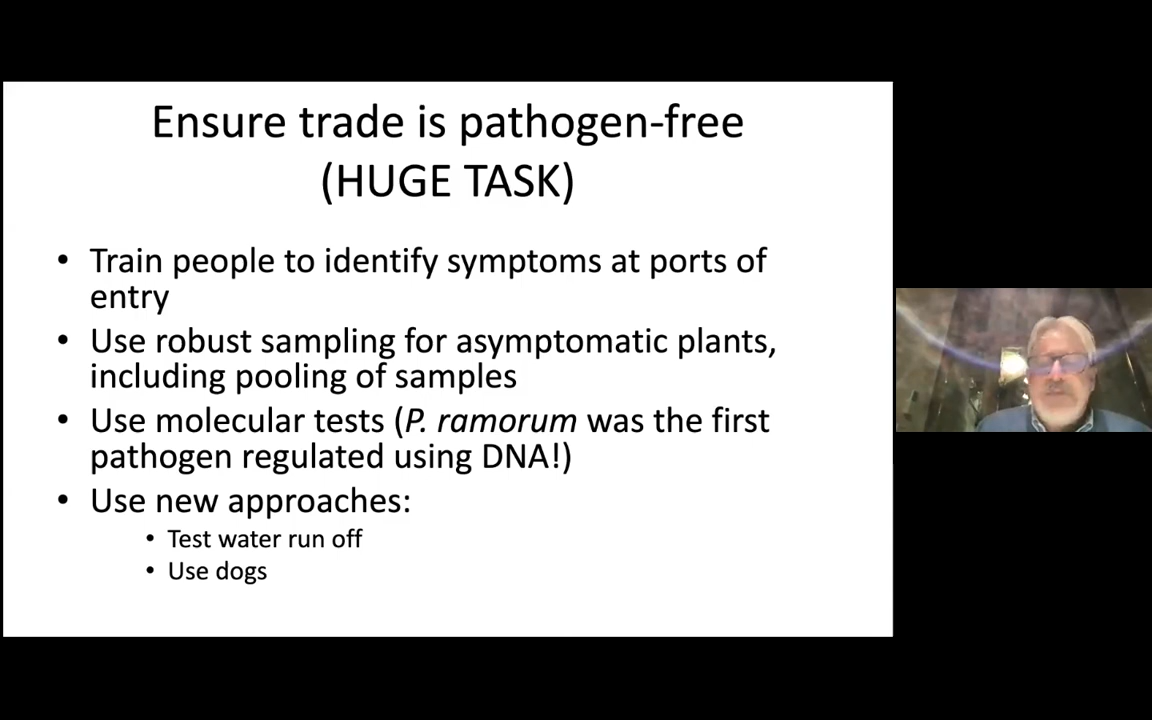 Ensure trade is pathogen-free
(HUGE TASK)
• Train people to identify symptoms at ports of
entry
• Use robust sampling for asymptomatic plants,
including pooling of samples
• Use molecular tests (P. ramorum was the first
pathogen regulated using DNA!)
• Use new approaches:
• Test water run off
• Use dogs